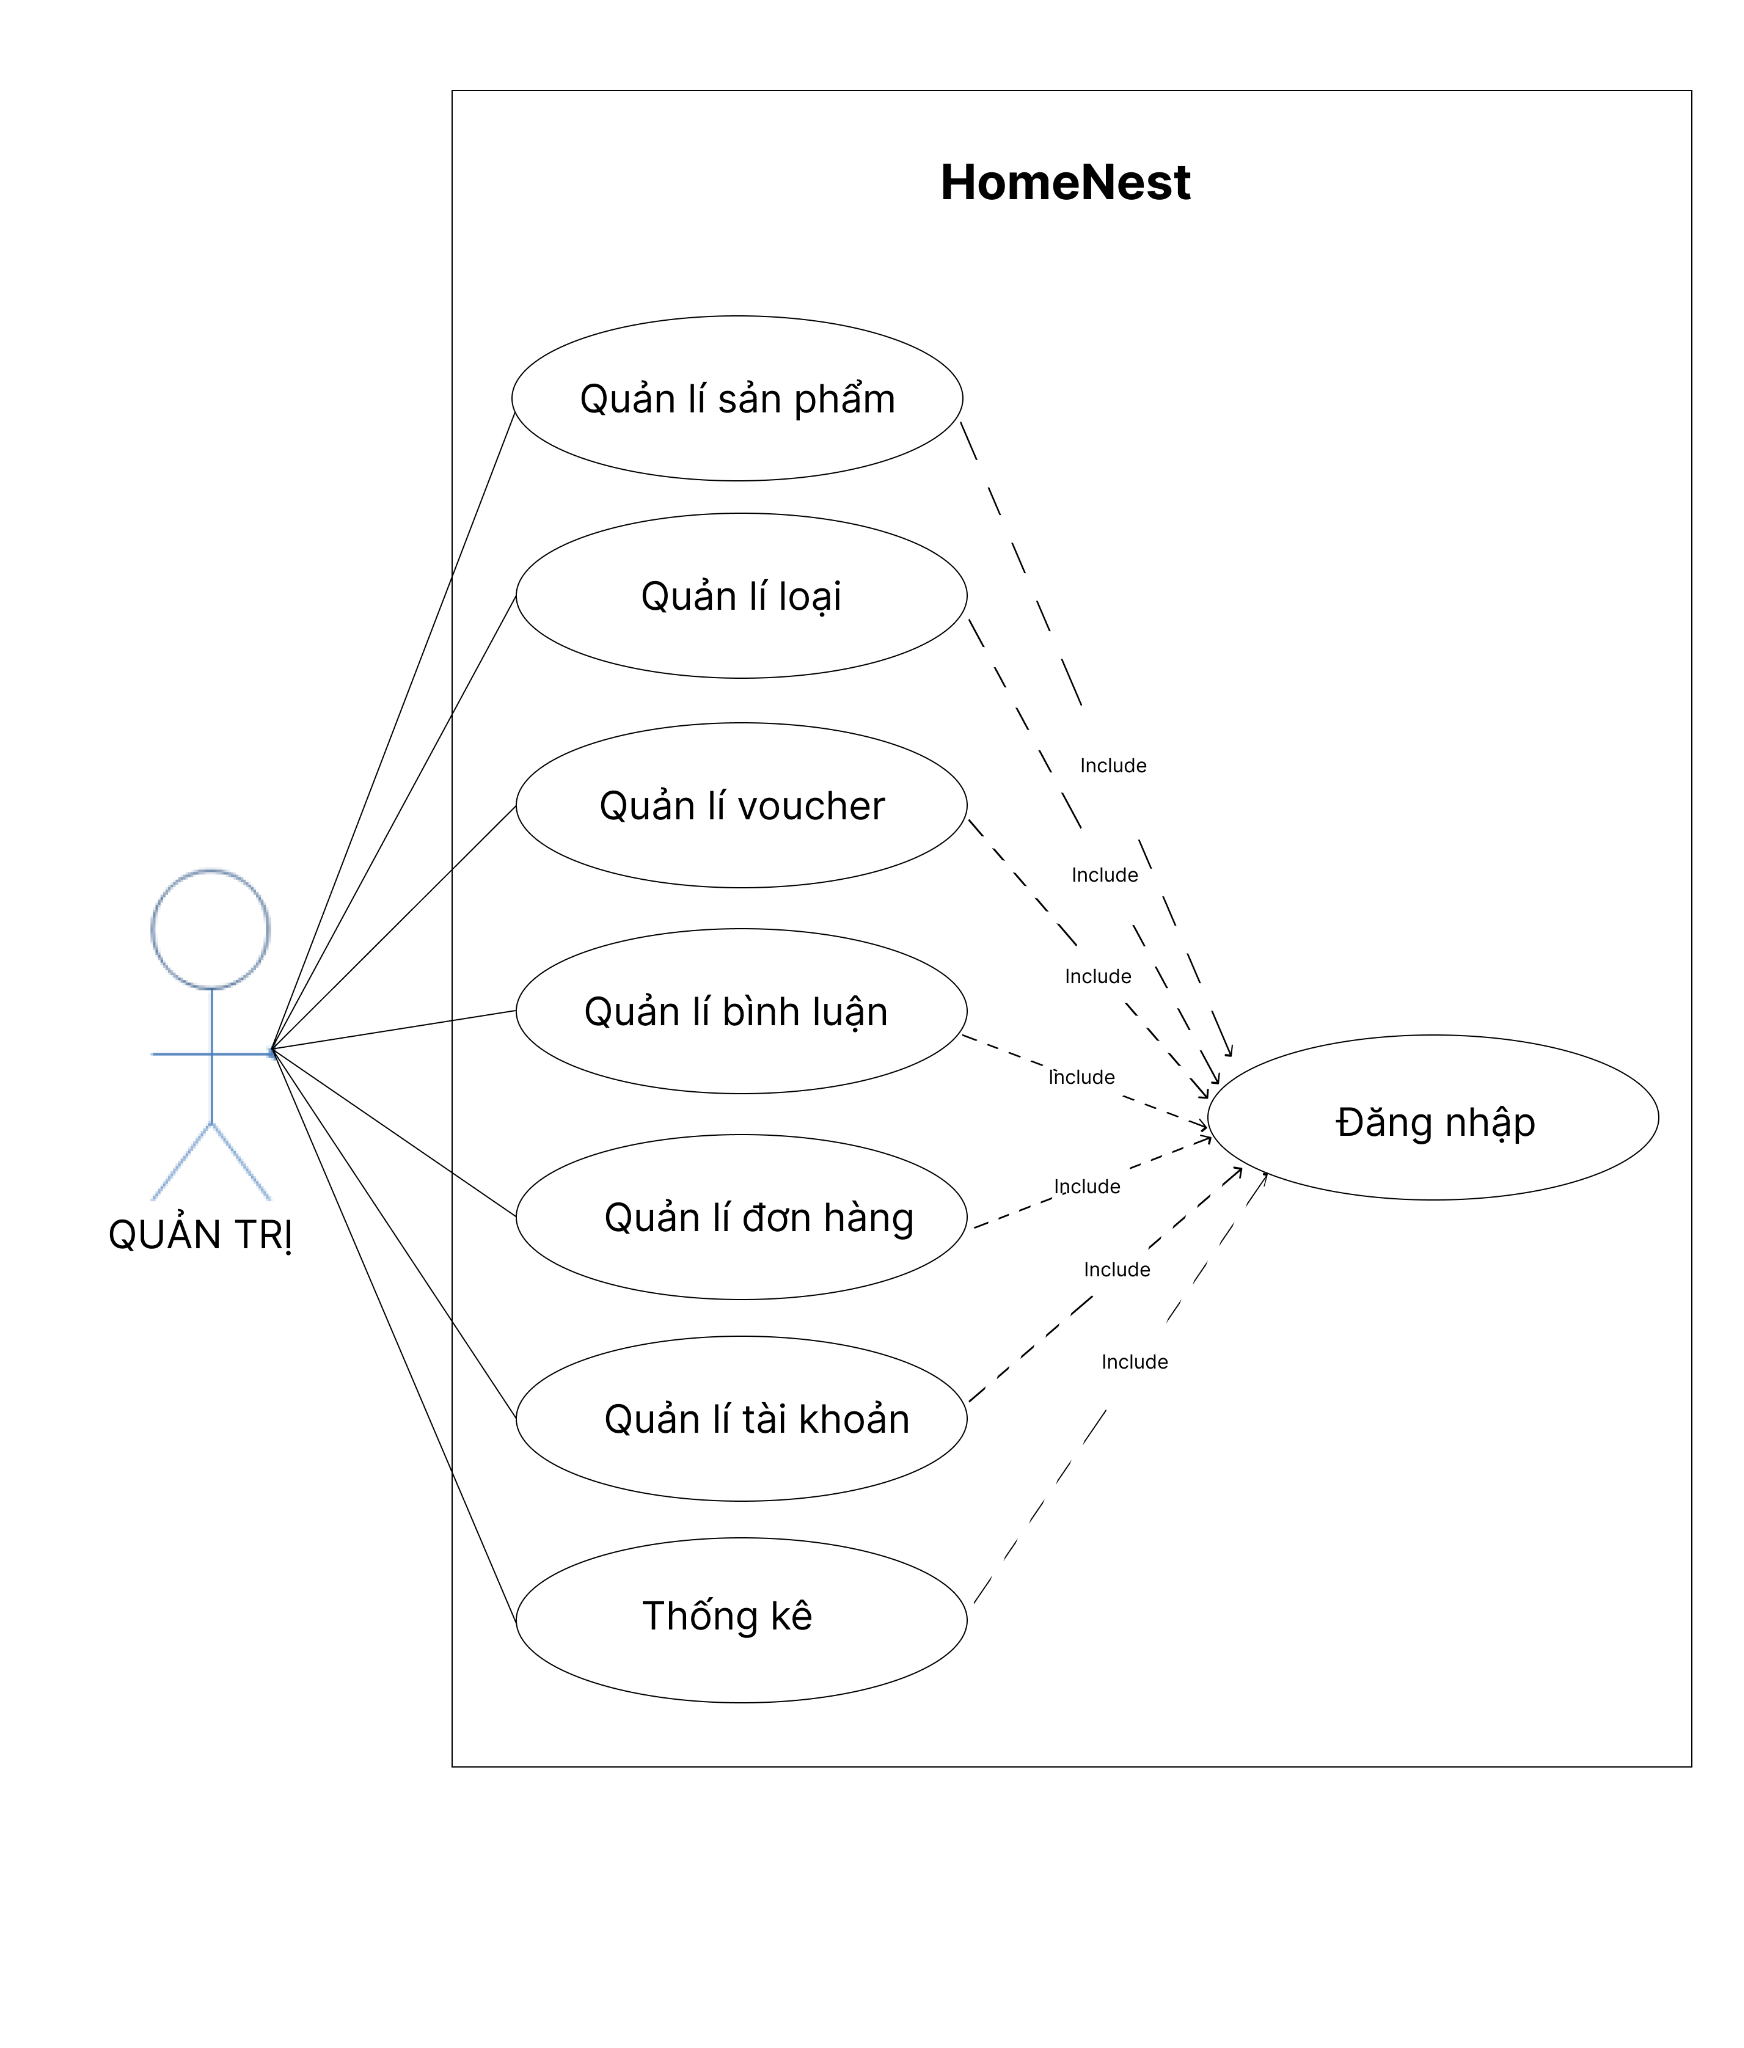 HomeNest
Quản lí sản phẩm
Quản lí loại
Include
Quản lí voucher
Include
Include
Quản lí bình luận
Include
Đăng nhập
Include
Quản lí đơn hàng
QUẢN TRỊ
Include
Include
Quản lí tài khoản
Thống kê